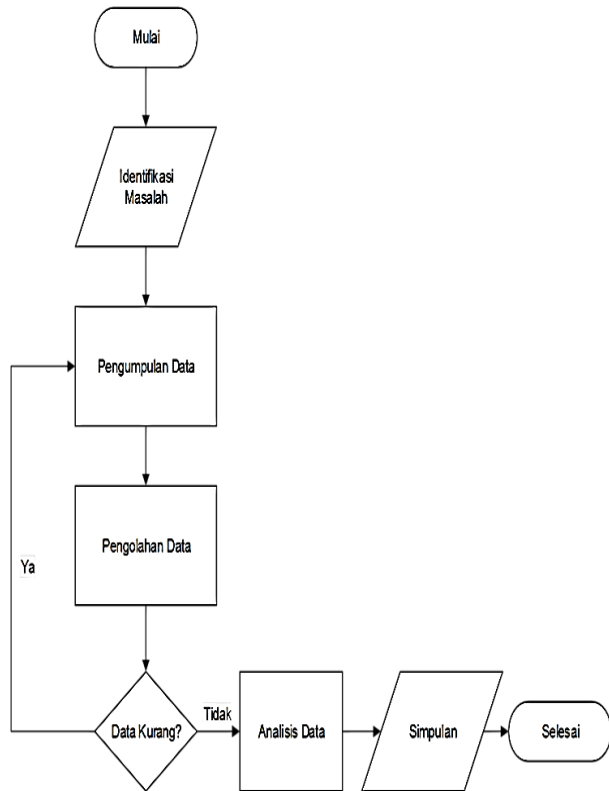 Mulai
Identifikasi
Masalah
Pengumpulan Data
Pengolahan Data
Ya
Data Kurang?
Tidak
Analisis Data
Simpulan
Selesai